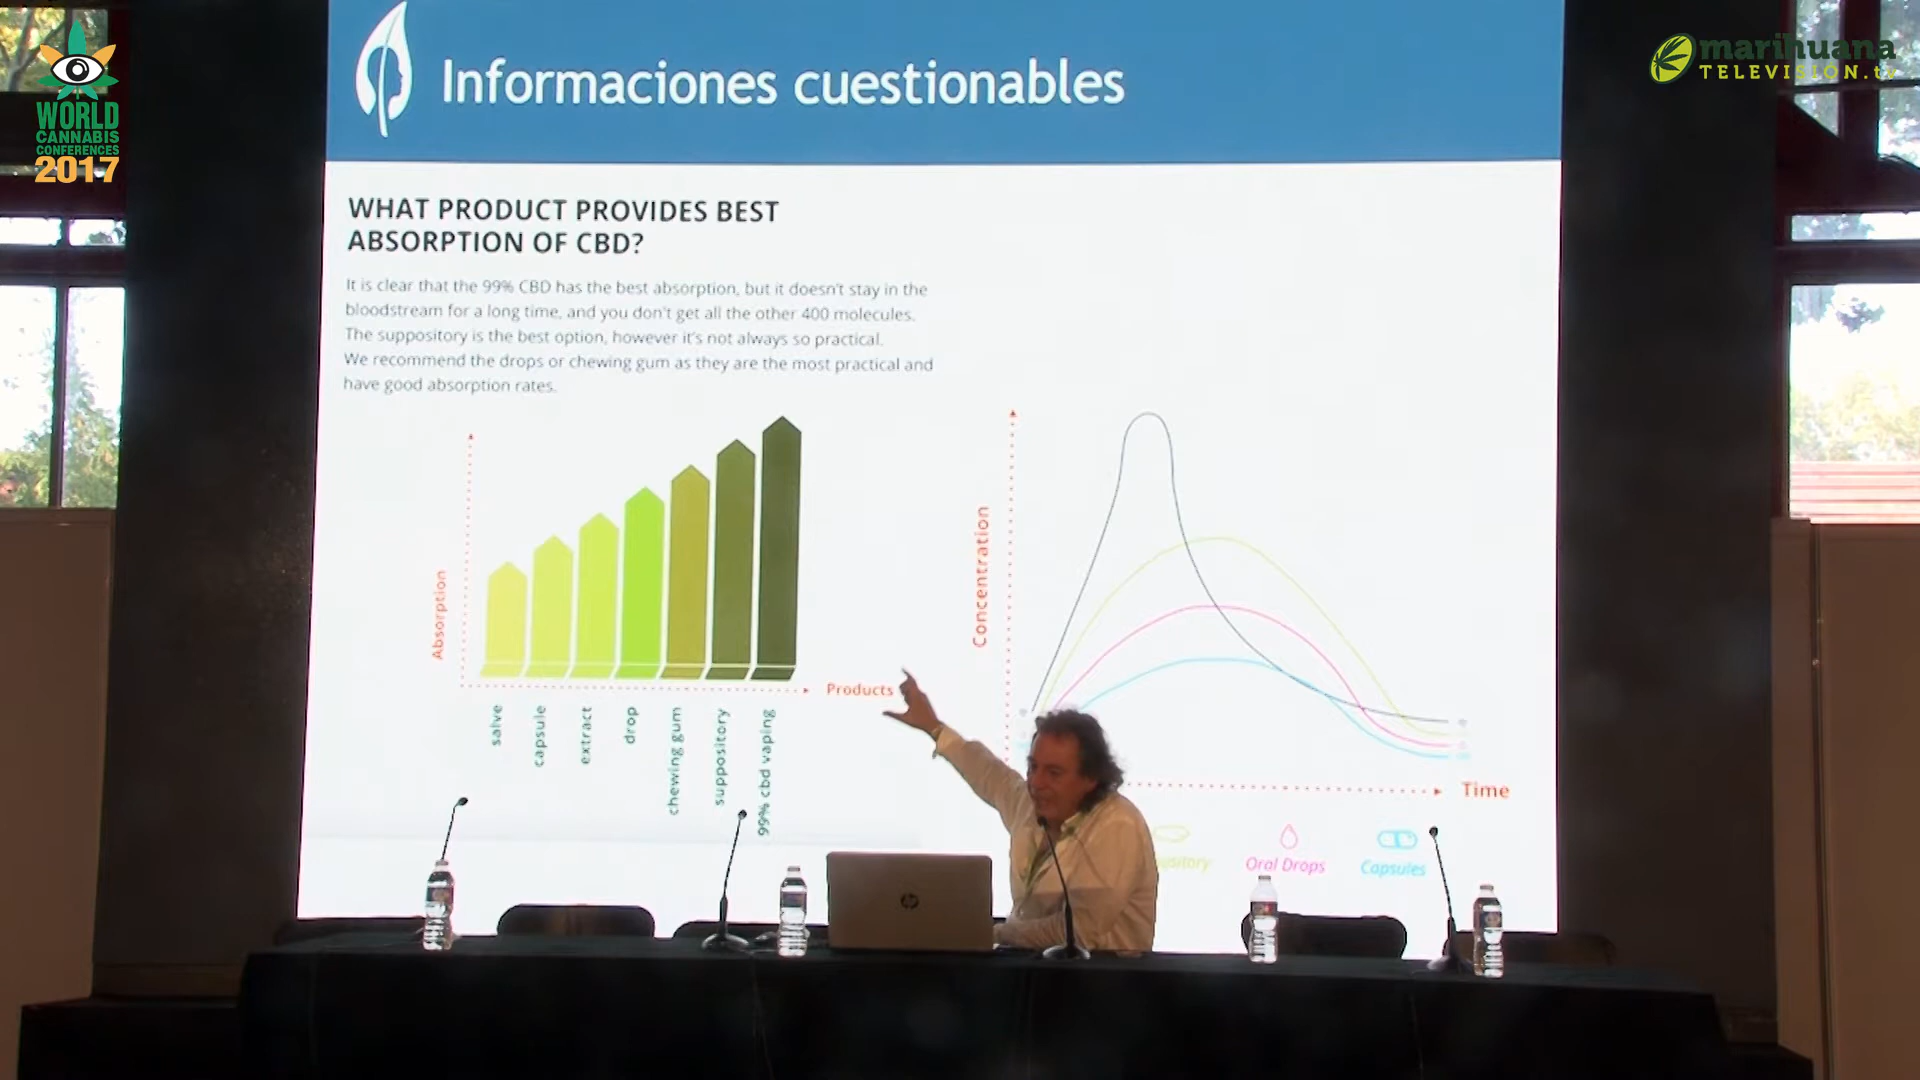 WORLD
CANNABIS
CONFERENCES
2017
marihuana
TELEVISION.tv
Informaciones cuestionables
WHAT PRODUCT PROVIDES BEST
ABSORPTION OF CBD?
It is clear that the 99% CBD has the best absorption, but it doesn't stay in the
bloodstream for a long time, and you don't get all the other 400 molecules.
The suppository is the best option, however it's not always so practical.
We recommend the drops or chewing gum as they are the most practical and
have good absorption rates.
Absorption
Products
salve
capsule
extract
drop
chewing gum
suppository
99% cbd vaping
Concentration
Time
Oral Drops
Capsules
hp